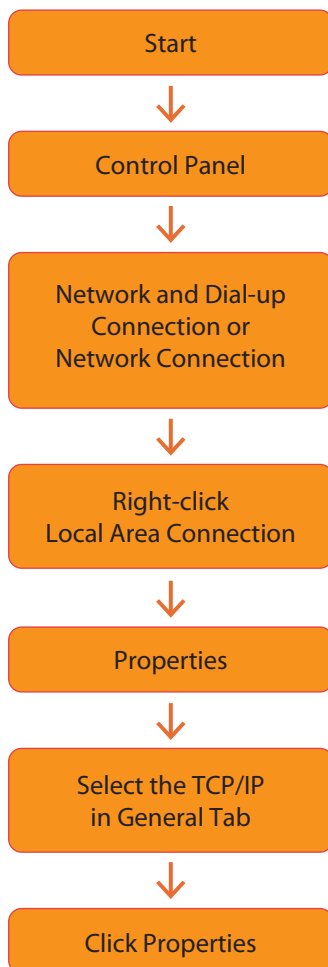 Start
Control Panel
Network and Dial-up
Connection or
Network Connection
Right-click
Local Area Connection
Properties
Select the TCP/IP
in General Tab
Click Properties